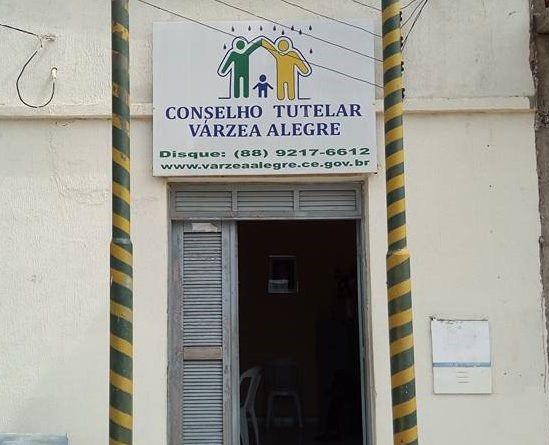 CONSELHO TUTELAR
VÁRZEA ALEGRE
Disque: (88) 9217-6612
www.varzeaalegre.ce.gov.br